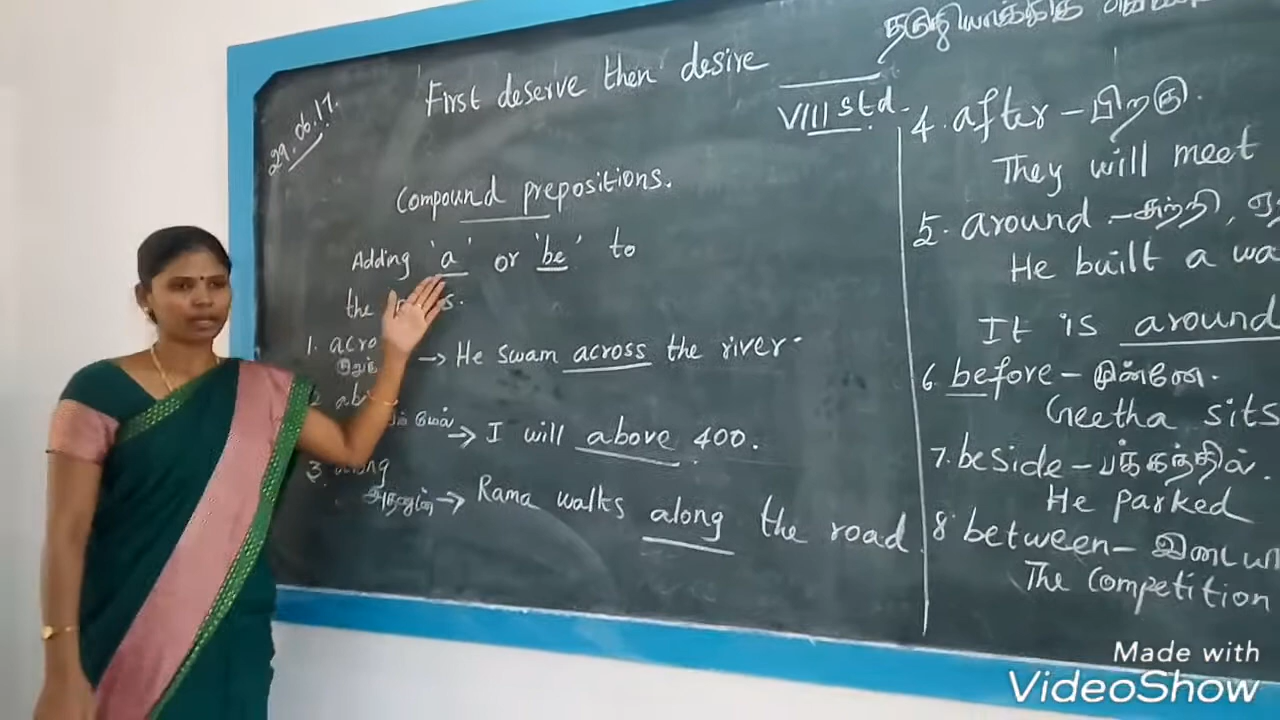 First deserve then desire
29.06.17.
VIII std.
Compound prepositions.
Adding 'a' or 'be' to
the
1. acro
→ He swam across the river.
2 ab
மேல் → I will above 400.
3. along
→ Rama walks along the road.
4. after – பிறகு.
They will meet
5. around – சுற்றி,
He built a wa
It is around
6. before – முன்னே.
Geetha sits
7. beside – பக்கத்தில்.
He parked
8 between – இடையி
The Competition
Made with
VideoShow